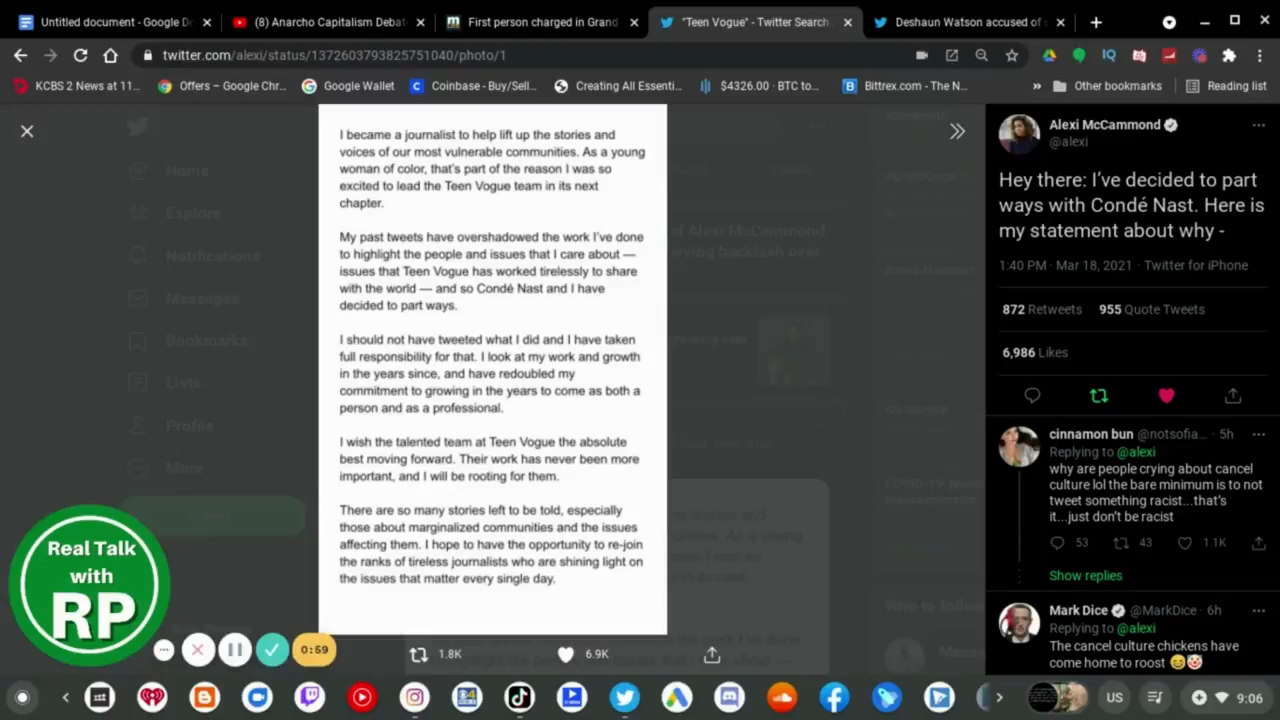 Untitled document - Google D
(8) Anarcho Capitalism Debat
First person charged in Grand
"Teen Vogue" - Twitter Search
Deshaun Watson accused of
twitter.com/alexi/status/1372603793825751040/photo/1
KCBS 2 News at 11...
Offers – Google Chr...
Google Wallet
Coinbase - Buy/Sell...
Creating All Essenti...
$4326.00 · BTC to...
Bittrex.com - The N...
Other bookmarks
Reading list
Home
Explore
Notifications
Messages
Bookmarks
Lists
Profile
More
I became a journalist to help lift up the stories and
voices of our most vulnerable communities. As a young
woman of color, that's part of the reason I was so
excited to lead the Teen Vogue team in its next
chapter.
My past tweets have overshadowed the work I've done
to highlight the people and issues that I care about —
issues that Teen Vogue has worked tirelessly to share
with the world — and so Condé Nast and I have
decided to part ways.
I should not have tweeted what I did and I have taken
full responsibility for that. I look at my work and growth
in the years since, and have redoubled my
commitment to growing in the years to come as both a
person and as a professional.
I wish the talented team at Teen Vogue the absolute
best moving forward. Their work has never been more
important, and I will be rooting for them.
There are so many stories left to be told, especially
those about marginalized communities and the issues
affecting them. I hope to have the opportunity to re-join
the ranks of tireless journalists who are shining light on
the issues that matter every single day.
1.8K
6.9K
Alexi McCammond
@alexi
Hey there: I've decided to part
ways with Condé Nast. Here is
my statement about why -
1:40 PM · Mar 18, 2021 · Twitter for iPhone
872 Retweets 955 Quote Tweets
6,986 Likes
cinnamon bun @notsofia... · 5h
Replying to @alexi
why are people crying about cancel
culture lol the bare minimum is to not
tweet something racist...that's
it...just don't be racist
53 43 1.1K
Show replies
Mark Dice @MarkDice · 6h
Replying to @alexi
The cancel culture chickens have
come home to roost
Real Talk
with
RP
0:59
US
9:06